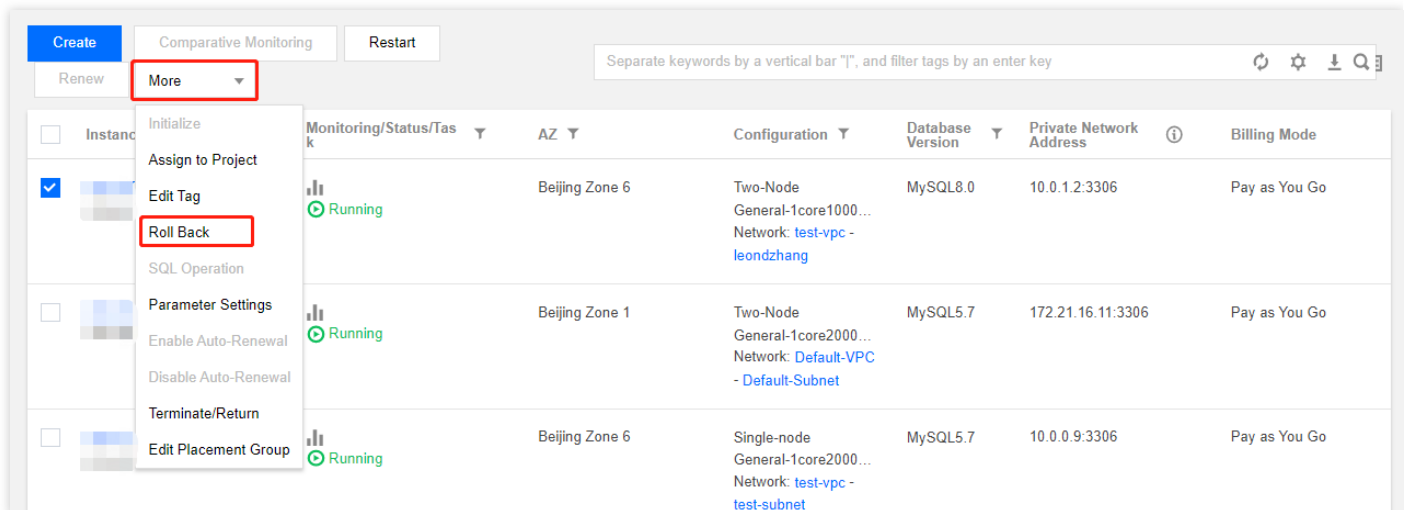 Create
Comparative Monitoring
Restart
Separate keywords by a vertical bar "|", and filter tags by an enter key
Renew
More
Initialize
Assign to Project
Edit Tag
Roll Back
SQL Operation
Parameter Settings
Enable Auto-Renewal
Disable Auto-Renewal
Terminate/Return
Edit Placement Group
Monitoring/Status/Tas
k
AZ
Configuration
Database
Version
Private Network
Address
Billing Mode
Running
Beijing Zone 6
Two-Node
General-1core1000...
Network: test-vpc -
leondzhang
MySQL8.0
10.0.1.2:3306
Pay as You Go
Running
Beijing Zone 1
Two-Node
General-1core2000...
Network: Default-VPC
- Default-Subnet
MySQL5.7
172.21.16.11:3306
Pay as You Go
Running
Beijing Zone 6
Single-node
General-1core2000...
Network: test-vpc -
test-subnet
MySQL5.7
10.0.0.9:3306
Pay as You Go